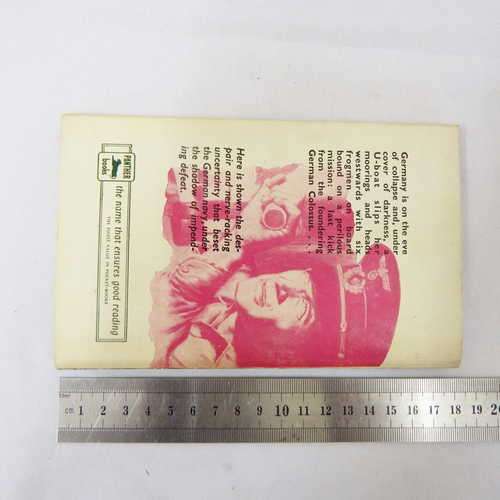 Germany is on the eve
of collapse and, under
cover of darkness, a
U-boat slips her
moorings and heads
westwards with six
frogmen on board
bound on a perilous
mission: a last kick
from the foundering
German Colossus. . . .
Here is shown the des-
pair and nerve-racking
uncertainty that beset
the German navy under
the shadow of impend-
ing defeat.
PANTHER
books
the name that ensures good reading
THE FINEST VALUE IN POCKET-BOOKS
cm 1 2 3 4 5 6 7 8 9 10 11 12 13 14 15 16 17 18 19 20